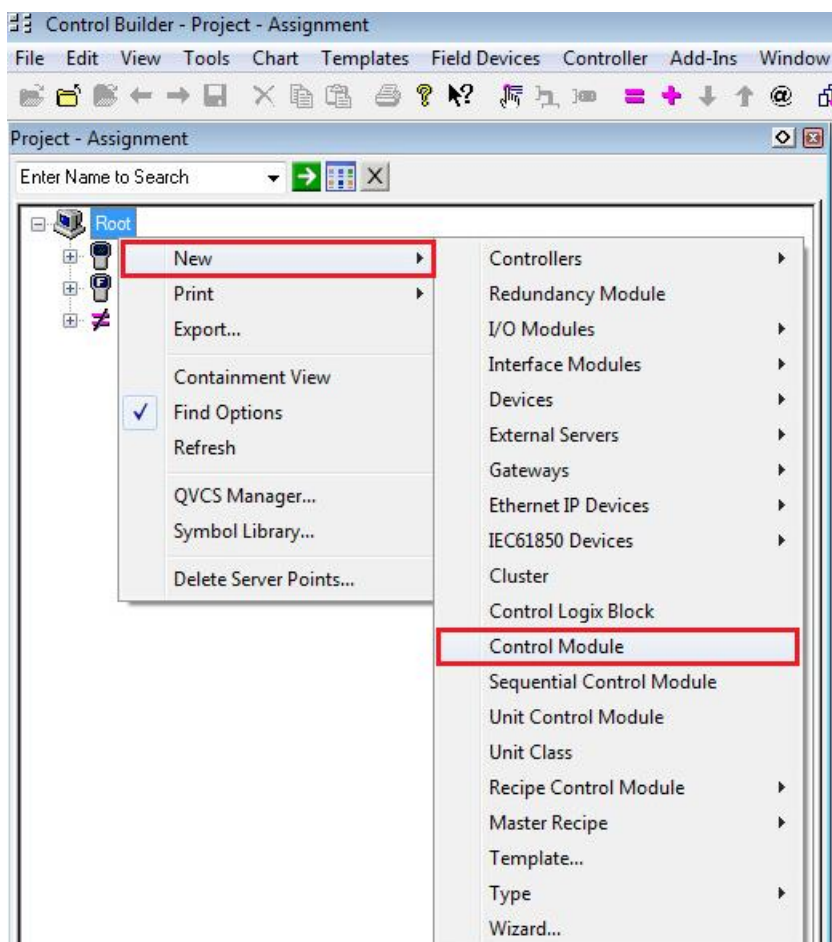 Control Builder - Project - Assignment
File Edit View Tools Chart Templates Field Devices Controller Add-Ins Window
Project - Assignment
Enter Name to Search
Root
New
Print
Export...
Containment View
Find Options
Refresh
QVCS Manager...
Symbol Library...
Delete Server Points...
Controllers
Redundancy Module
I/O Modules
Interface Modules
Devices
External Servers
Gateways
Ethernet IP Devices
IEC61850 Devices
Cluster
Control Logix Block
Control Module
Sequential Control Module
Unit Control Module
Unit Class
Recipe Control Module
Master Recipe
Template...
Type
Wizard...